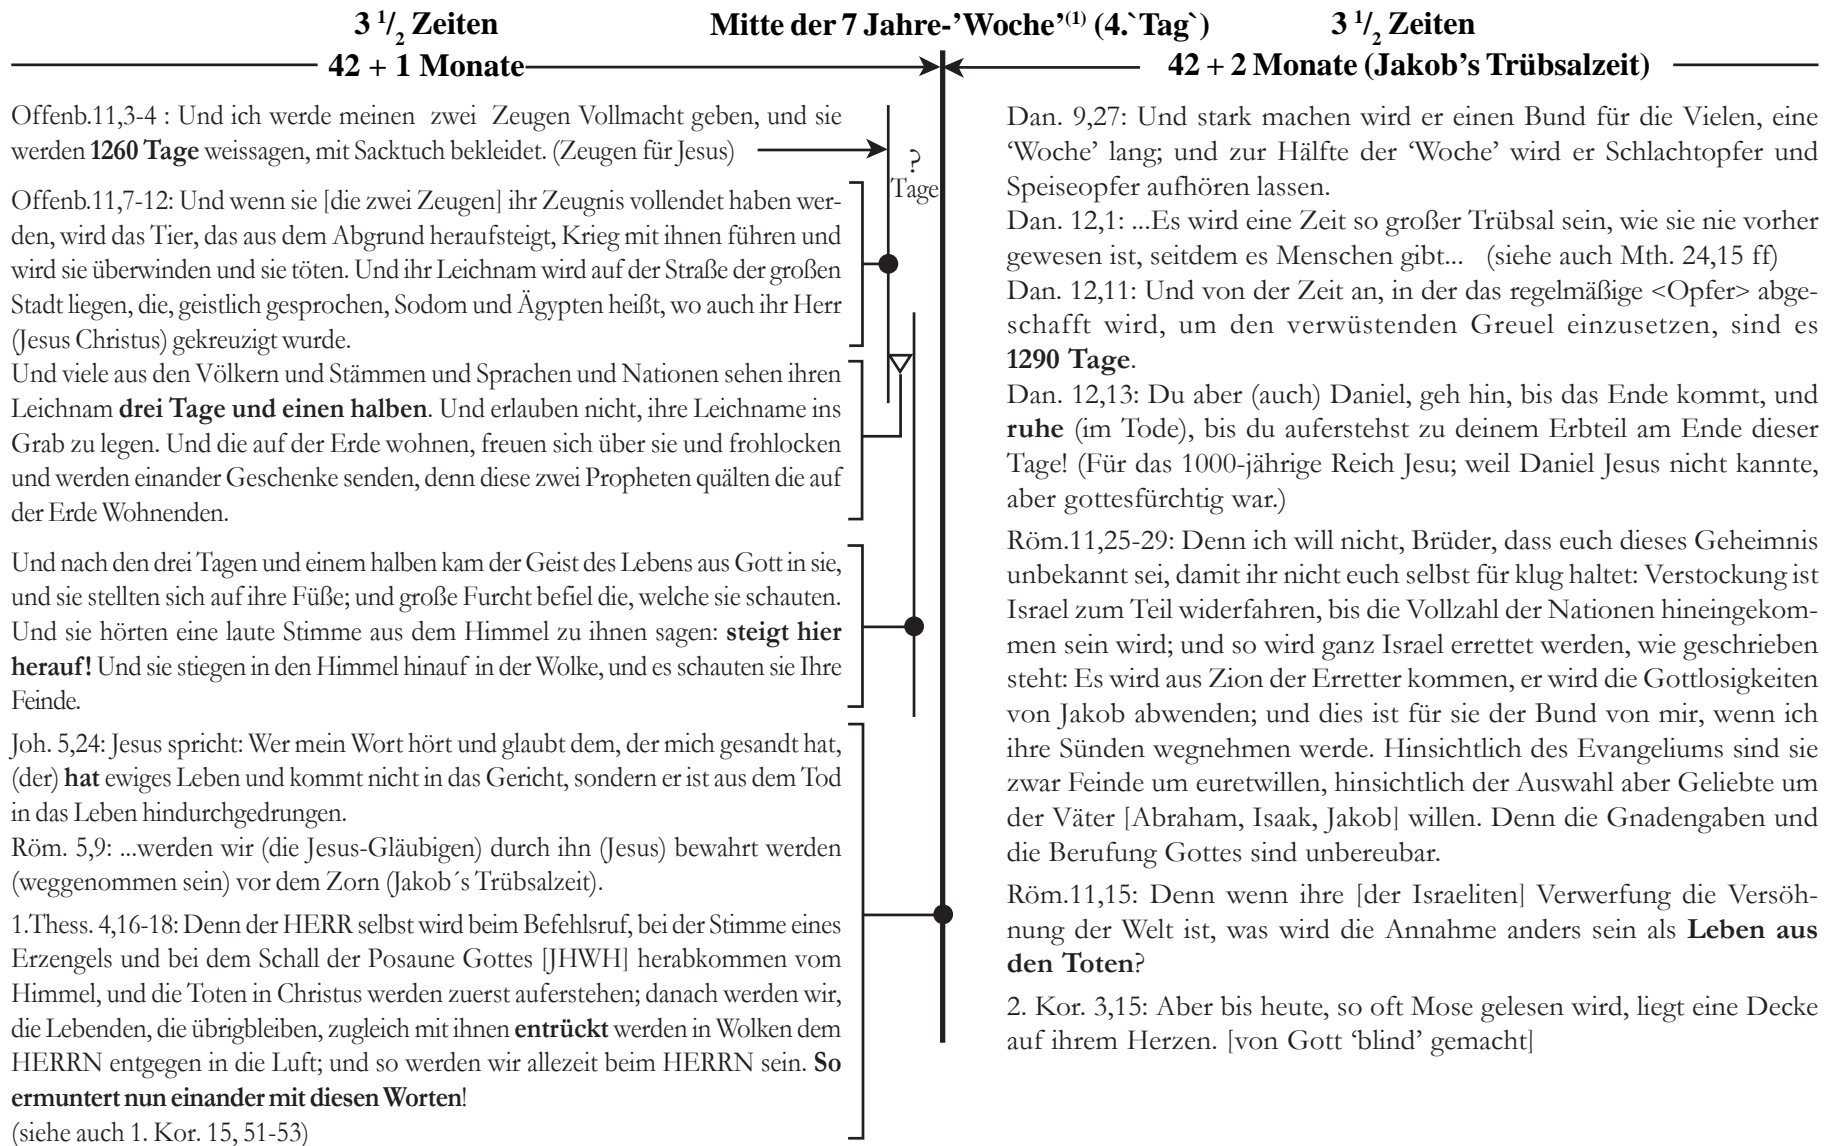 3 1/2 Zeiten
Mitte der 7 Jahre-’Woche’(1) (4.`Tag`)
3 1/2 Zeiten
42 + 1 Monate
42 + 2 Monate (Jakob’s Trübsalzeit)
Offenb.11,3-4 : Und ich werde meinen zwei Zeugen Vollmacht geben, und sie
werden 1260 Tage weissagen, mit Sacktuch bekleidet. (Zeugen für Jesus)
?
Tage
Offenb.11,7-12: Und wenn sie [die zwei Zeugen] ihr Zeugnis vollendet haben wer-
den, wird das Tier, das aus dem Abgrund heraufsteigt, Krieg mit ihnen führen und
wird sie überwinden und sie töten. Und ihr Leichnam wird auf der Straße der großen
Stadt liegen, die, geistlich gesprochen, Sodom und Ägypten heißt, wo auch ihr Herr
(Jesus Christus) gekreuzigt wurde.
Und viele aus den Völkern und Stämmen und Sprachen und Nationen sehen ihren
Leichnam drei Tage und einen halben. Und erlauben nicht, ihre Leichname ins
Grab zu legen. Und die auf der Erde wohnen, freuen sich über sie und frohlocken
und werden einander Geschenke senden, denn diese zwei Propheten quälten die auf
der Erde Wohnenden.
Und nach den drei Tagen und einem halben kam der Geist des Lebens aus Gott in sie,
und sie stellten sich auf ihre Füße; und große Furcht befiel die, welche sie schauten.
Und sie hörten eine laute Stimme aus dem Himmel zu ihnen sagen: steigt hier
herauf! Und sie stiegen in den Himmel hinauf in der Wolke, und es schauten sie Ihre
Feinde.
Joh. 5,24: Jesus spricht: Wer mein Wort hört und glaubt dem, der mich gesandt hat,
(der) hat ewiges Leben und kommt nicht in das Gericht, sondern er ist aus dem Tod
in das Leben hindurchgedrungen.
Röm. 5,9: ...werden wir (die Jesus-Gläubigen) durch ihn (Jesus) bewahrt werden
(weggenommen sein) vor dem Zorn (Jakob´s Trübsalzeit).
1.Thess. 4,16-18: Denn der HERR selbst wird beim Befehlsruf, bei der Stimme eines
Erzengels und bei dem Schall der Posaune Gottes [JHWH] herabkommen vom
Himmel, und die Toten in Christus werden zuerst auferstehen; danach werden wir,
die Lebenden, die übrigbleiben, zugleich mit ihnen entrückt werden in Wolken dem
HERRN entgegen in die Luft; und so werden wir allezeit beim HERRN sein. So
ermuntert nun einander mit diesen Worten!
(siehe auch 1. Kor. 15, 51-53)
Dan. 9,27: Und stark machen wird er einen Bund für die Vielen, eine
‘Woche’ lang; und zur Hälfte der ‘Woche’ wird er Schlachtopfer und
Speiseopfer aufhören lassen.
Dan. 12,1: ...Es wird eine Zeit so großer Trübsal sein, wie sie nie vorher
gewesen ist, seitdem es Menschen gibt... (siehe auch Mth. 24,15 ff)
Dan. 12,11: Und von der Zeit an, in der das regelmäßige <Opfer> abge-
schafft wird, um den verwüstenden Greuel einzusetzen, sind es
1290 Tage.
Dan. 12,13: Du aber (auch) Daniel, geh hin, bis das Ende kommt, und
ruhe (im Tode), bis du auferstehst zu deinem Erbteil am Ende dieser
Tage! (Für das 1000-jährige Reich Jesu; weil Daniel Jesus nicht kannte,
aber gottesfürchtig war.)
Röm.11,25-29: Denn ich will nicht, Brüder, dass euch dieses Geheimnis
unbekannt sei, damit ihr nicht euch selbst für klug haltet: Verstockung ist
Israel zum Teil widerfahren, bis die Vollzahl der Nationen hineingekom-
men sein wird; und so wird ganz Israel errettet werden, wie geschrieben
steht: Es wird aus Zion der Erretter kommen, er wird die Gottlosigkeiten
von Jakob abwenden; und dies ist für sie der Bund von mir, wenn ich
ihre Sünden wegnehmen werde. Hinsichtlich des Evangeliums sind sie
zwar Feinde um euretwillen, hinsichtlich der Auswahl aber Geliebte um
der Väter [Abraham, Isaak, Jakob] willen. Denn die Gnadengaben und
die Berufung Gottes sind unbereubar.
Röm.11,15: Denn wenn ihre [der Israeliten] Verwerfung die Versöh-
nung der Welt ist, was wird die Annahme anders sein als Leben aus
den Toten?
2. Kor. 3,15: Aber bis heute, so oft Mose gelesen wird, liegt eine Decke
auf ihrem Herzen. [von Gott ‘blind’ gemacht]